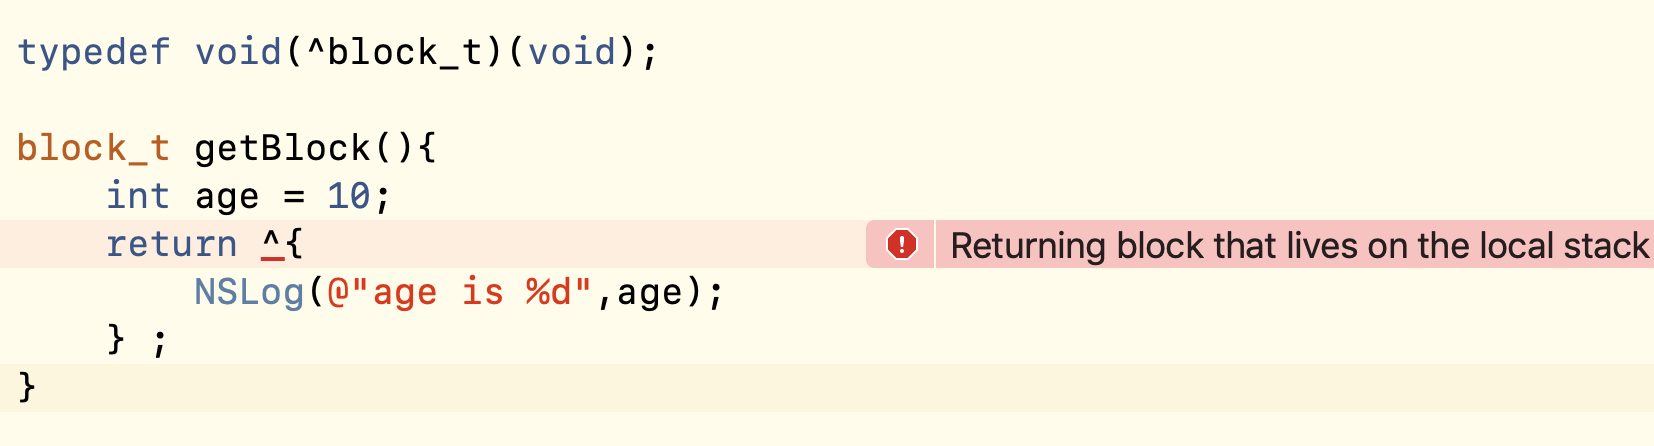 typedef void(^block_t)(void);
block_t getBlock(){
    int age = 10;
    return ^{ Returning block that lives on the local stack
        NSLog(@"age is %d",age);
    } ;
}